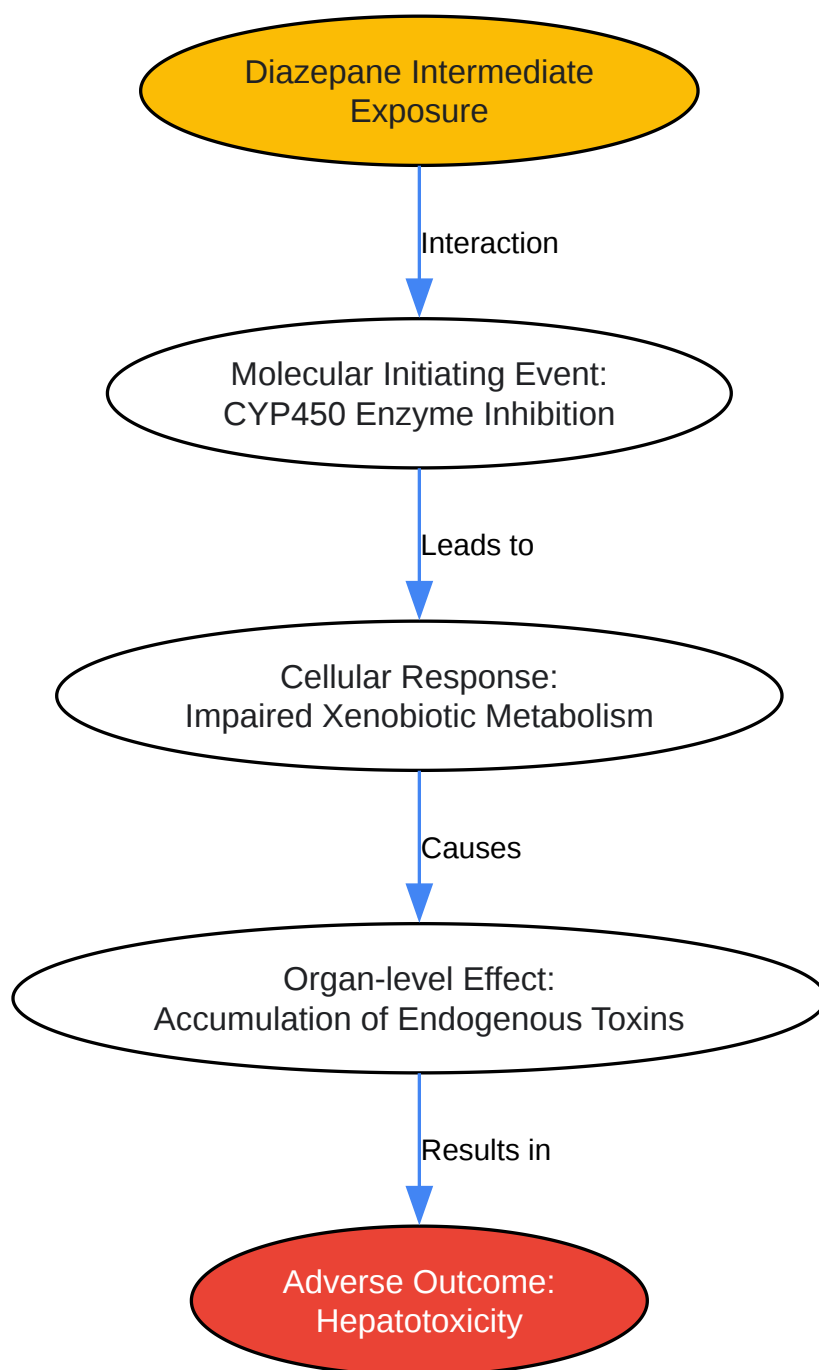 Diazepane Intermediate
Exposure
Interaction
Molecular Initiating Event:
CYP450 Enzyme Inhibition
Leads to
Cellular Response:
Impaired Xenobiotic Metabolism
Causes
Organ-level Effect:
Accumulation of Endogenous Toxins
Results in
Adverse Outcome:
Hepatotoxicity